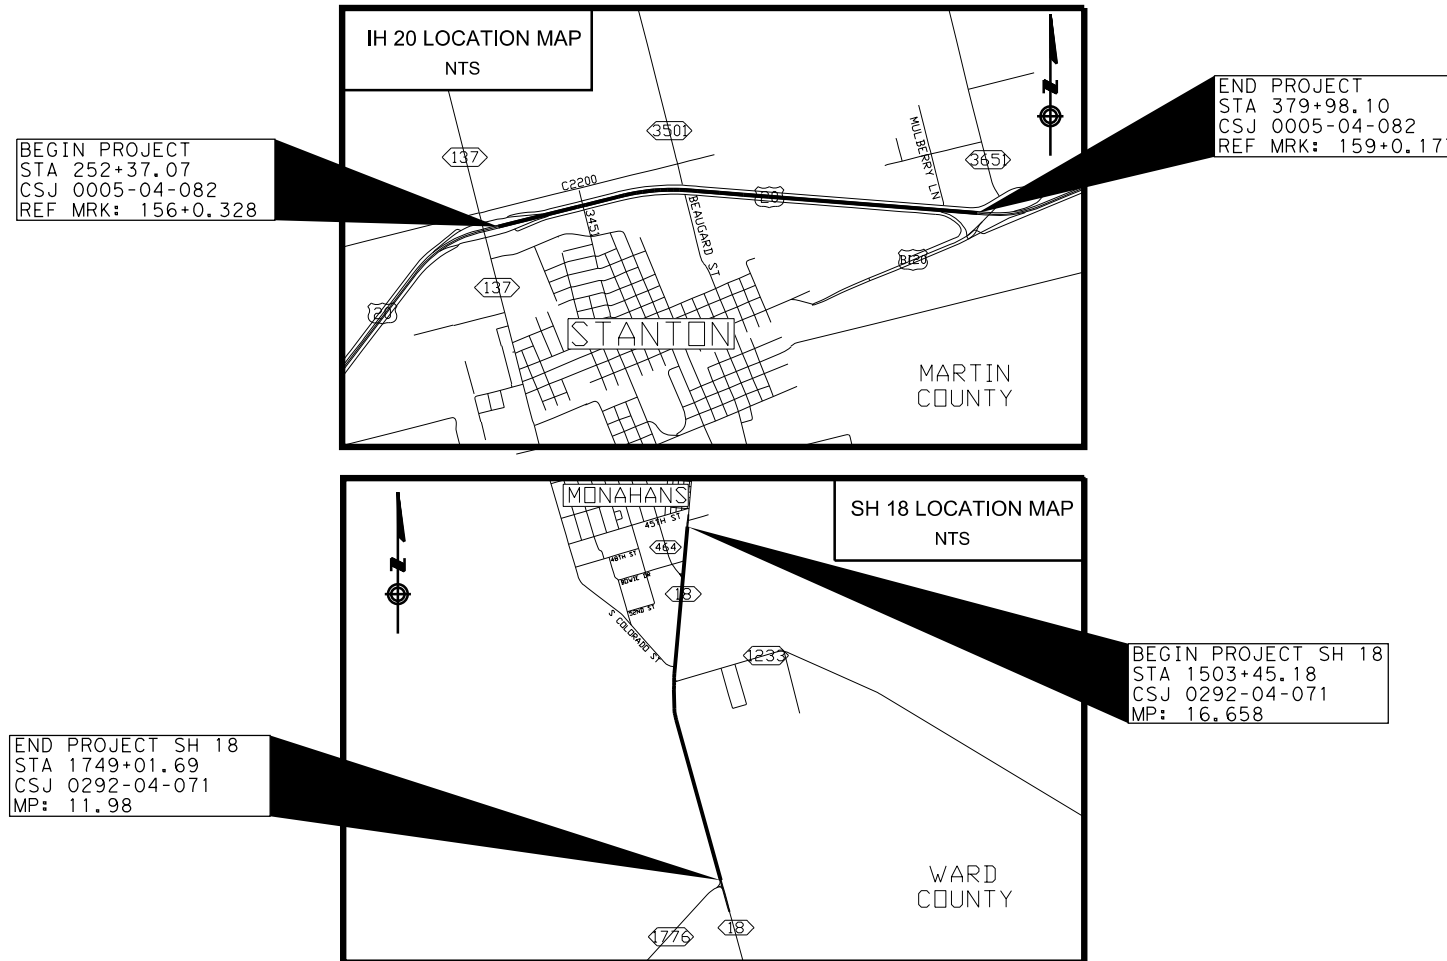 IH 20 LOCATION MAP
NTS
BEGIN PROJECT
STA 252+37.07
CSJ 0005-04-082
REF MRK: 156+0.328
END PROJECT
STA 379+98.10
CSJ 0005-04-082
REF MRK: 159+0.17
N
137
3501
3651
MULBERRY LN
C2200
20
3451
BEAUGARD ST
BI20
137
20
STANTON
MARTIN
COUNTY
MONAHANS
SH 18 LOCATION MAP
NTS
45TH ST
464
N
48TH ST
BOWIE DR
18
52ND ST
S COLORADO ST
1233
BEGIN PROJECT SH 18
STA 1503+45.18
CSJ 0292-04-071
MP: 16.658
END PROJECT SH 18
STA 1749+01.69
CSJ 0292-04-071
MP: 11.98
WARD
COUNTY
18
1776